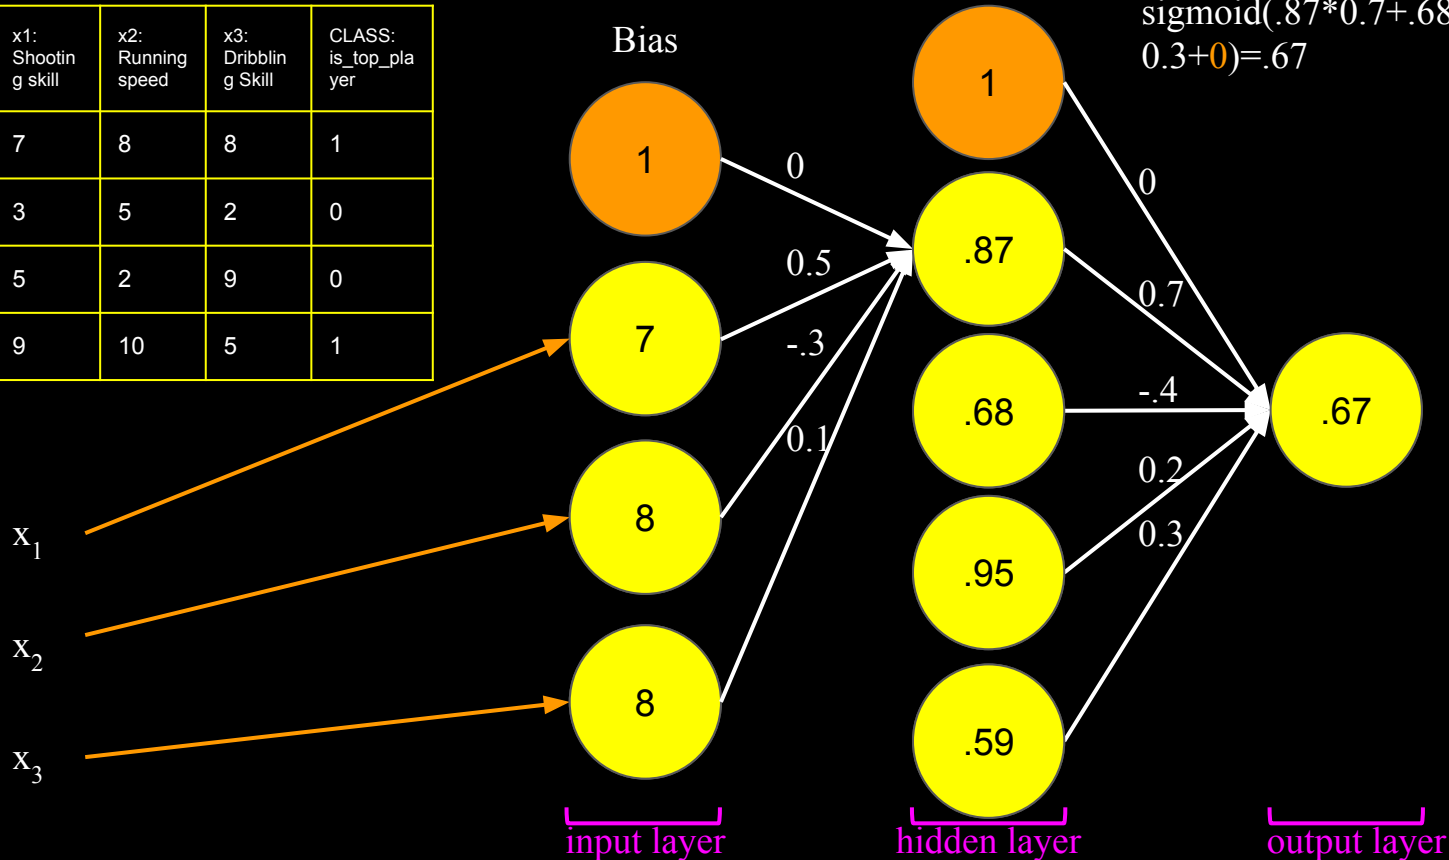 sigmoid(.87*0.7+.68
0.3+0)=.67
x1: Shootin g skill x2: Running speed x3: Dribblin g Skill CLASS: is_top_pla yer
7 8 8 1
3 5 2 0
5 2 9 0
9 10 5 1
Bias
1
7
8
8
0
0.5
-.3
0.1
1
.87
.68
.95
.59
0
0.7
-.4
0.2
0.3
.67
x1
x2
x3
input layer hidden layer output layer